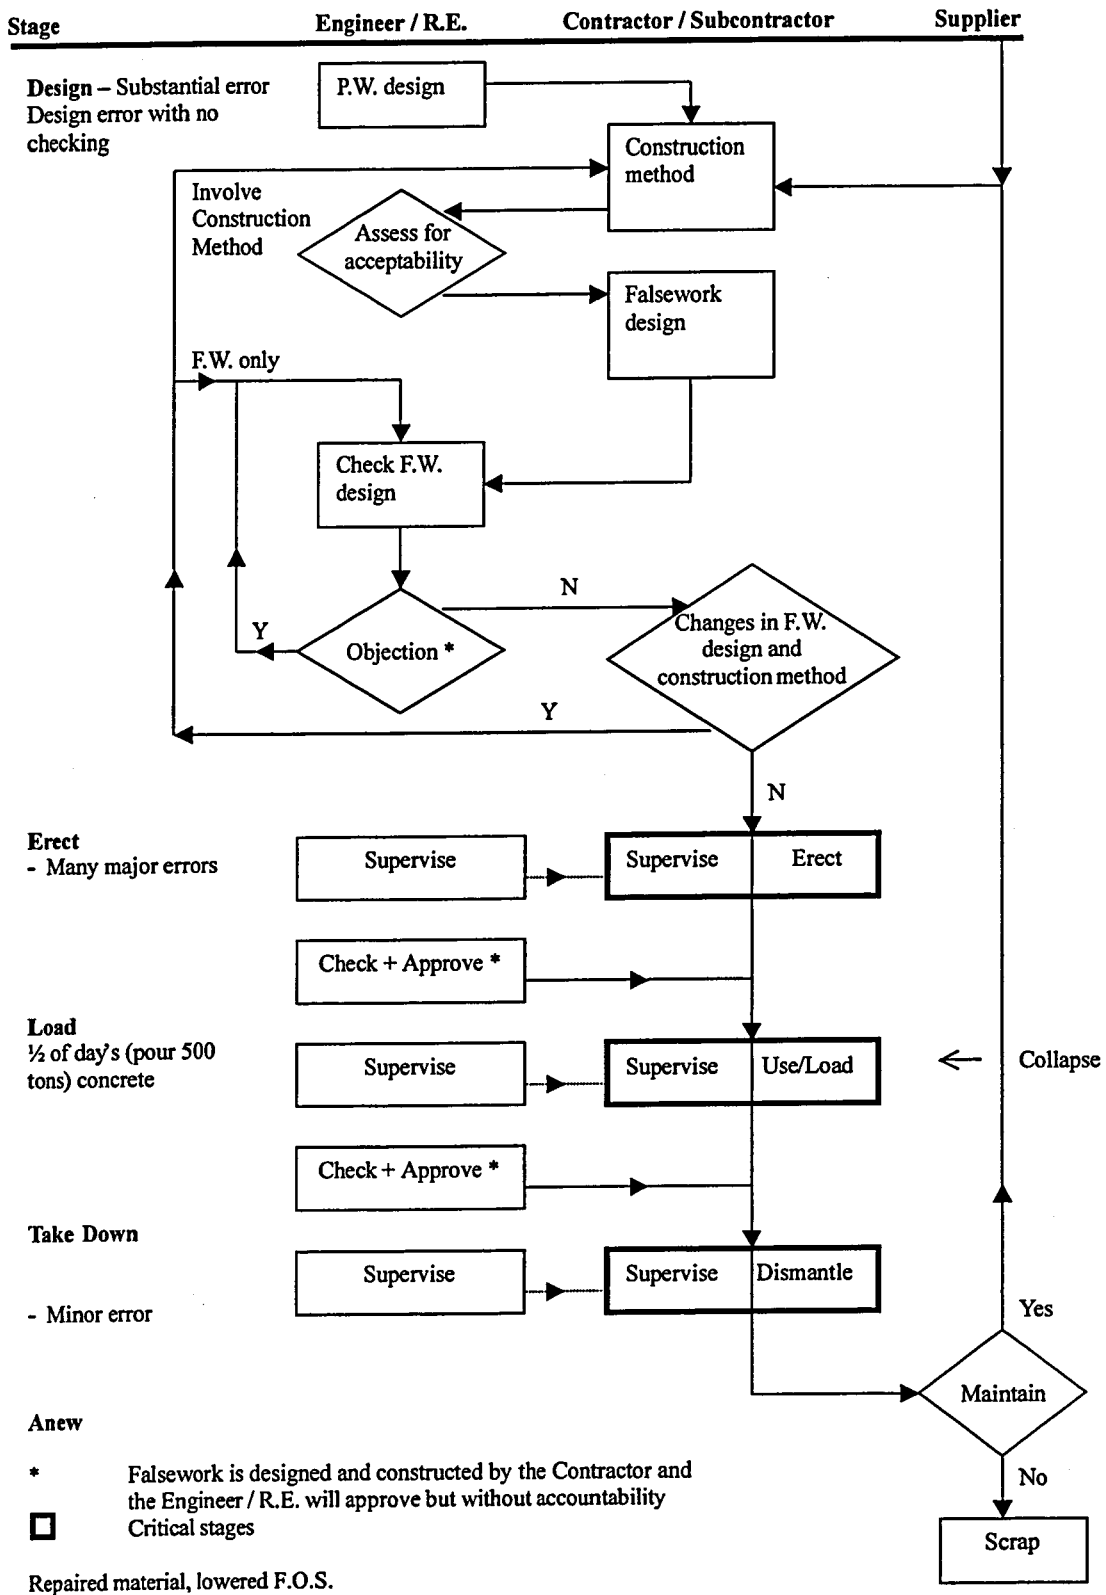 Stage Engineer / R.E. Contractor / Subcontractor Supplier
Design – Substantial error
Design error with no
checking
P.W. design
Construction
method
Involve
Construction
Method
Assess for
acceptability
Falsework
design
F.W. only
Check F.W.
design
N
Y
Objection *
Changes in F.W.
design and
construction method
Y
N
Erect
- Many major errors
Supervise
Supervise Erect
Check + Approve *
Load
½ of day's (pour 500
tons) concrete
Supervise
Supervise Use/Load
Collapse
Check + Approve *
Take Down
- Minor error
Supervise
Supervise Dismantle
Yes
Maintain
No
Scrap
Anew
* Falsework is designed and constructed by the Contractor and
the Engineer / R.E. will approve but without accountability
Critical stages
Repaired material, lowered F.O.S.